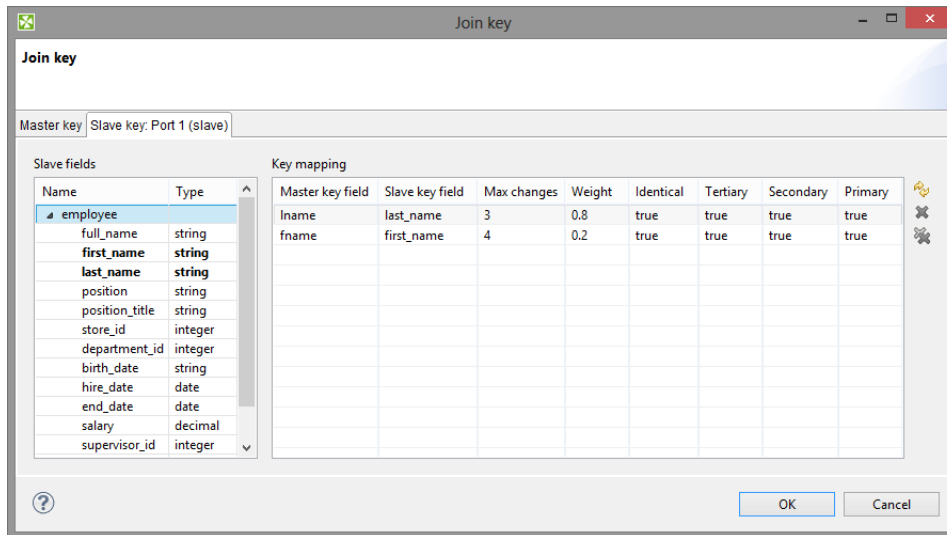 Join key
Join key
Master key Slave key: Port 1 (slave)
Slave fields Key mapping
Name Type Master key field Slave key field Max changes Weight Identical Tertiary Secondary Primary
employee lname last_name 3 0.8 true true true true
full_name string fname first_name 4 0.2 true true true true
first_name string
last_name string
position string
position_title string
store_id integer
department_id integer
birth_date string
hire_date date
end_date date
salary decimal
supervisor_id integer
OK Cancel